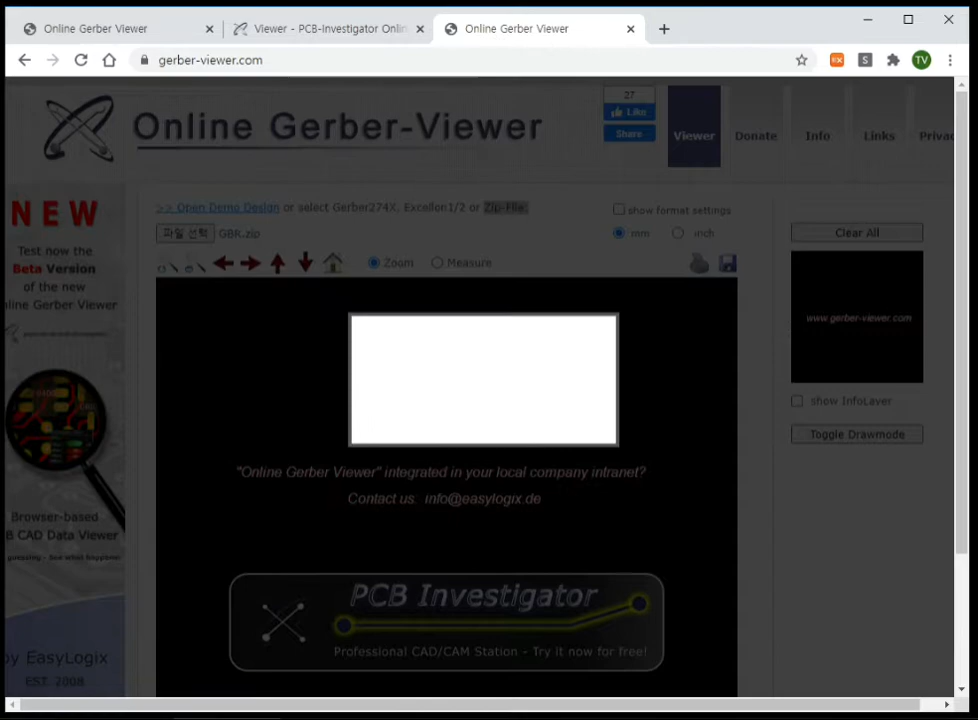 Online Gerber Viewer
Viewer - PCB-Investigator Onlin
Online Gerber Viewer
gerber-viewer.com
S
TV
Online Gerber-Viewer
27
Like
Share
Viewer
Donate
Info
Links
Privac
NEW
Test now the
Beta Version
of the new
nline Gerber Viewer
>> Open Demo Design or select Gerber274X, Excellon1/2 or Zip-File:
show format settings
파일 선택 GBR.zip
mm
inch
Zoom
Measure
Clear All
www.gerber-viewer.com
show InfoLayer
Toggle Drawmode
"Online Gerber Viewer" integrated in your local company intranet?
Contact us: info@easylogix.de
Browser-based
B CAD Data Viewer
PCB Investigator
Professional CAD/CAM Station - Try it now for free!
by EasyLogix
EST. 2008